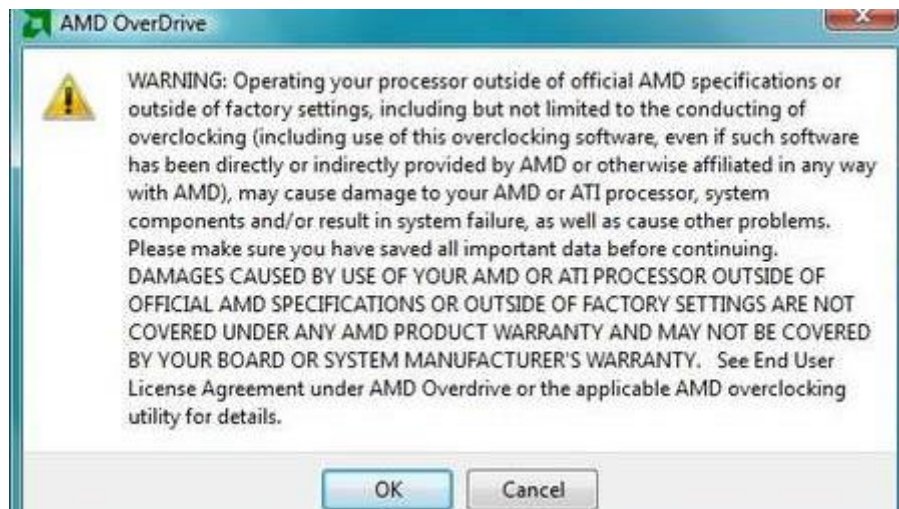 AMD OverDrive
WARNING: Operating your processor outside of official AMD specifications or
outside of factory settings, including but not limited to the conducting of
overclocking (including use of this overclocking software, even if such software
has been directly or indirectly provided by AMD or otherwise affiliated in any way
with AMD), may cause damage to your AMD or ATI processor, system
components and/or result in system failure, as well as cause other problems.
Please make sure you have saved all important data before continuing.
DAMAGES CAUSED BY USE OF YOUR AMD OR ATI PROCESSOR OUTSIDE OF
OFFICIAL AMD SPECIFICATIONS OR OUTSIDE OF FACTORY SETTINGS ARE NOT
COVERED UNDER ANY AMD PRODUCT WARRANTY AND MAY NOT BE COVERED
BY YOUR BOARD OR SYSTEM MANUFACTURER'S WARRANTY. See End User
License Agreement under AMD Overdrive or the applicable AMD overclocking
utility for details.
OK Cancel